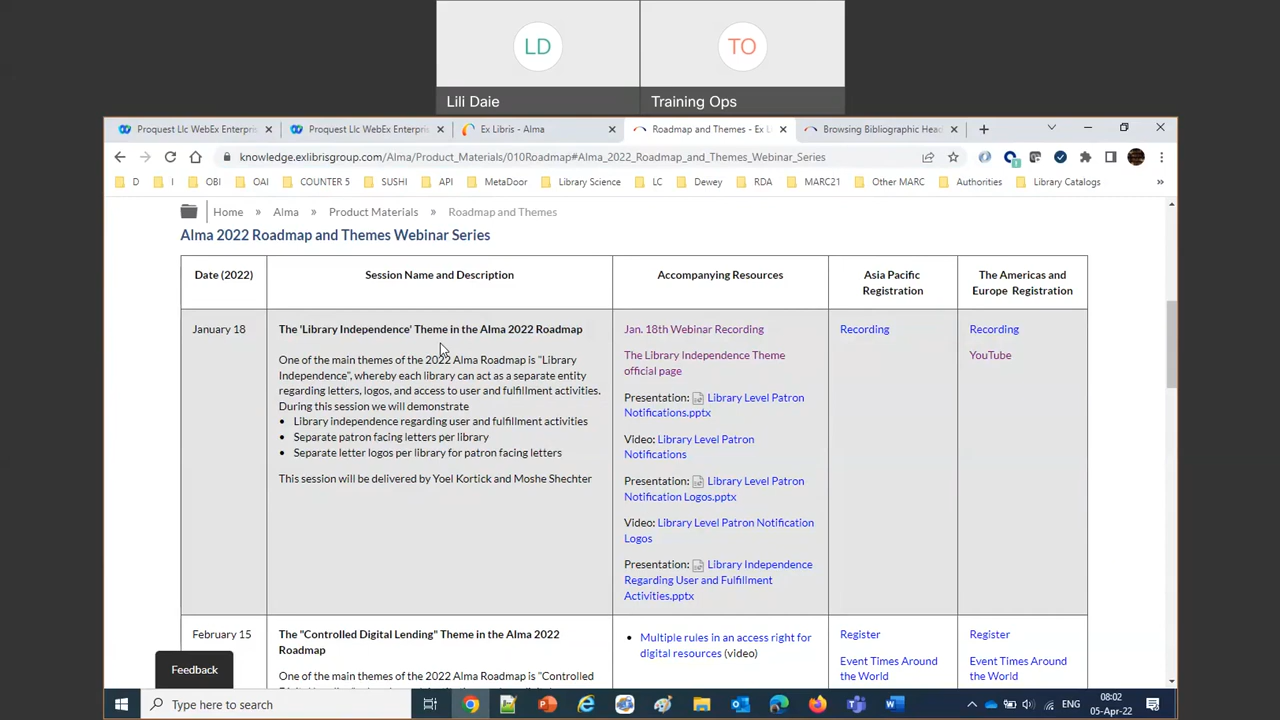 LD
TO
Lili Daie
Training Ops
Proquest Llc WebEx Enterpris
Proquest Llc WebEx Enterpris
Ex Libris - Alma
Roadmap and Themes - Ex L
Browsing Bibliographic Head
knowledge.exlibrisgroup.com/Alma/Product_Materials/010Roadmap#Alma_2022_Roadmap_and_Themes_Webinar_Series
D
I
OBI
OAI
COUNTER 5
SUSHI
API
MetaDoor
Library Science
LC
Dewey
RDA
MARC21
Other MARC
Authorities
Library Catalogs
»
Home » Alma » Product Materials » Roadmap and Themes
Alma 2022 Roadmap and Themes Webinar Series
Date (2022)
Session Name and Description
Accompanying Resources
Asia Pacific
Registration
The Americas and
Europe Registration
January 18
The 'Library Independence' Theme in the Alma 2022 Roadmap
One of the main themes of the 2022 Alma Roadmap is "Library
Independence", whereby each library can act as a separate entity
regarding letters, logos, and access to user and fulfillment activities.
During this session we will demonstrate
• Library independence regarding user and fulfillment activities
• Separate patron facing letters per library
• Separate letter logos per library for patron facing letters
This session will be delivered by Yoel Kortick and Moshe Shechter
Jan. 18th Webinar Recording
The Library Independence Theme
official page
Presentation: Library Level Patron
Notifications.pptx
Video: Library Level Patron
Notifications
Presentation: Library Level Patron
Notification Logos.pptx
Video: Library Level Patron Notification
Logos
Presentation: Library Independence
Regarding User and Fulfillment
Activities.pptx
Recording
Recording
YouTube
February 15
The "Controlled Digital Lending" Theme in the Alma 2022
Roadmap
One of the main themes of the 2022 Alma Roadmap is "Controlled
• Multiple rules in an access right for
digital resources (video)
Register
Event Times Around
the World
Register
Event Times Around
the World
Feedback
Type here to search
ENG
08:02
05-Apr-22